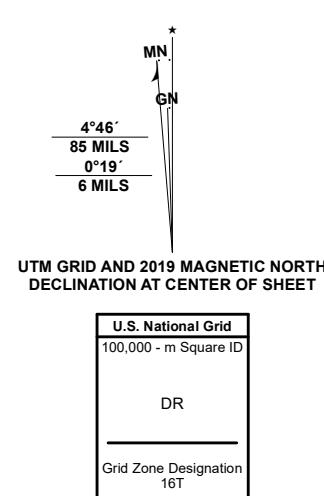 ★
MN
GN
4°46´
85 MILS
0°19´
6 MILS
UTM GRID AND 2019 MAGNETIC NORTH
DECLINATION AT CENTER OF SHEET
U.S. National Grid
100,000 - m Square ID
DR
Grid Zone Designation
16T